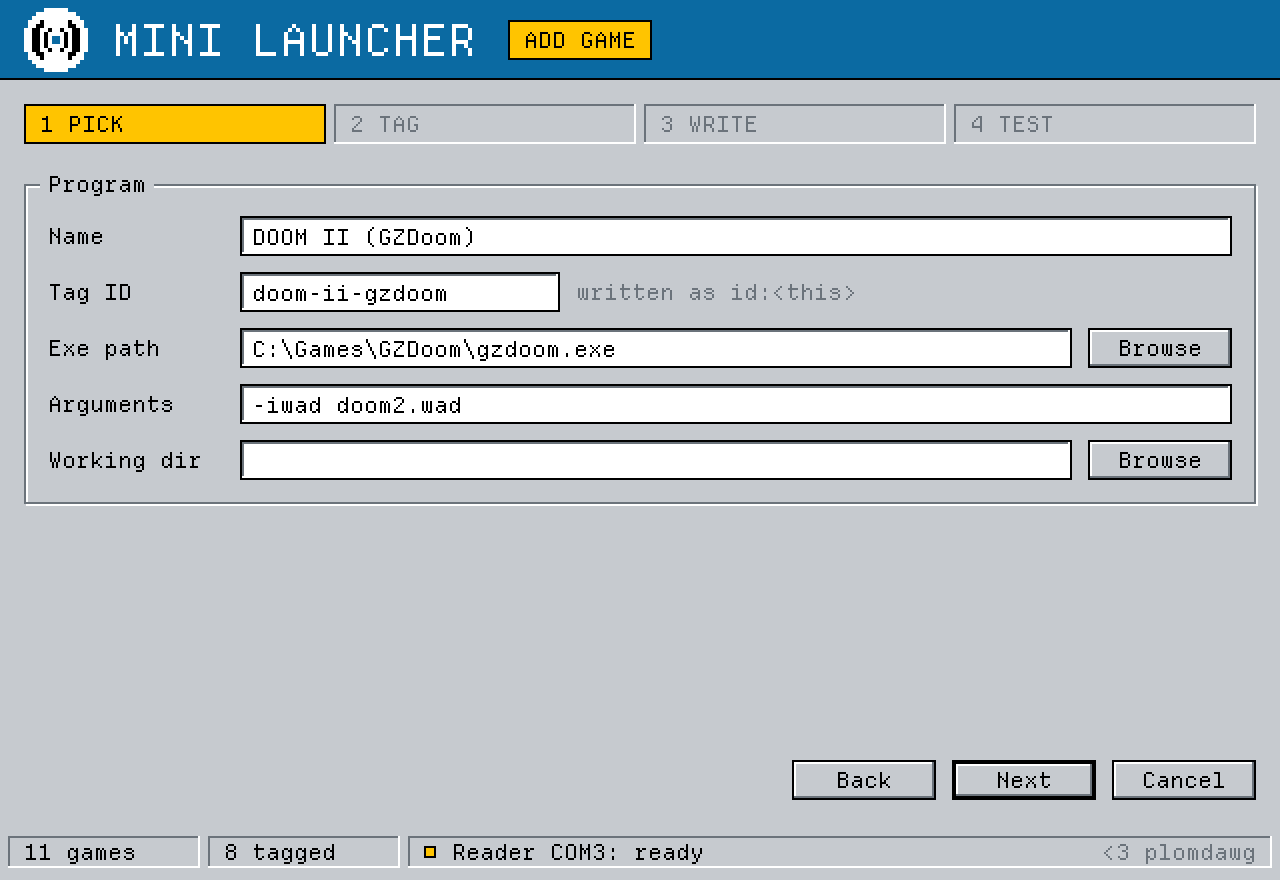 MINI LAUNCHER ADD GAME
1 PICK 2 TAG 3 WRITE 4 TEST
Program
Name DOOM II (GZDoom)
Tag ID doom-ii-gzdoom written as id:<this>
Exe path C:\Games\GZDoom\gzdoom.exe Browse
Arguments -iwad doom2.wad
Working dir Browse
Back Next Cancel
11 games 8 tagged Reader COM3: ready <3 plomdawg